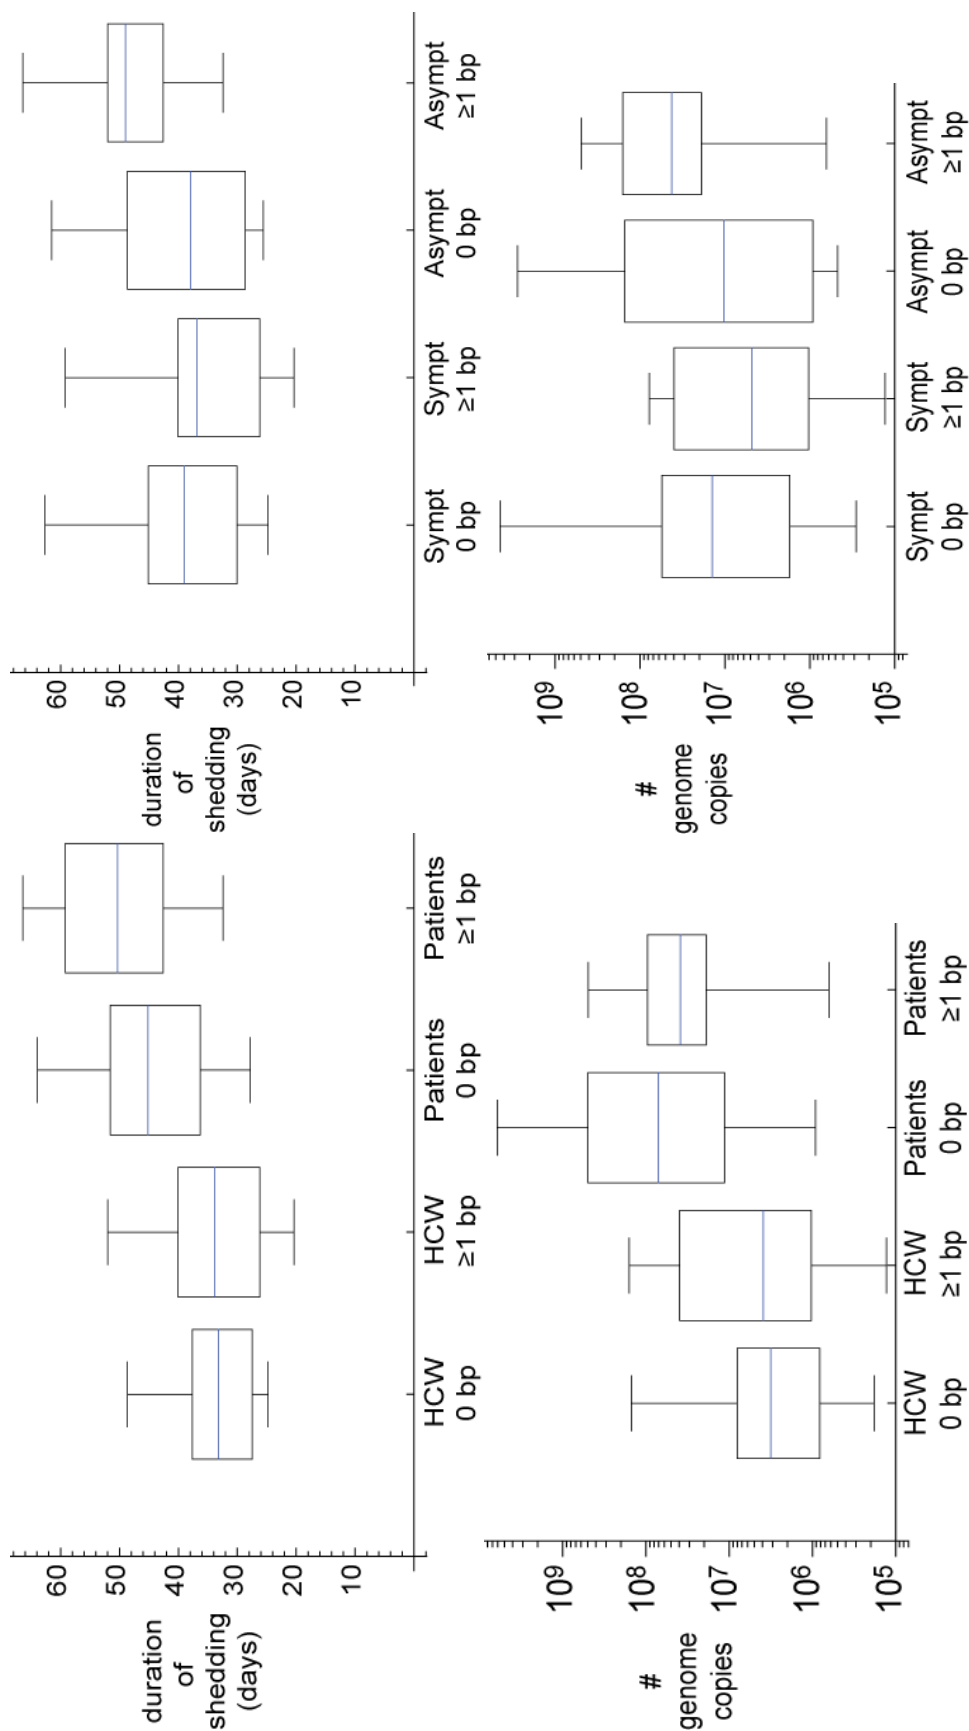 duration
of
shedding
(days)
60
50
40
30
20
10
HCW
0 bp
HCW
≥1 bp
Patients
0 bp
Patients
≥1 bp
duration
of
shedding
(days)
60
50
40
30
20
10
Sympt
0 bp
Sympt
≥1 bp
Asympt
0 bp
Asympt
≥1 bp
#
genome
copies
10⁹
10⁸
10⁷
10⁶
10⁵
HCW
0 bp
HCW
≥1 bp
Patients
0 bp
Patients
≥1 bp
#
genome
copies
10⁹
10⁸
10⁷
10⁶
10⁵
Sympt
0 bp
Sympt
≥1 bp
Asympt
0 bp
Asympt
≥1 bp